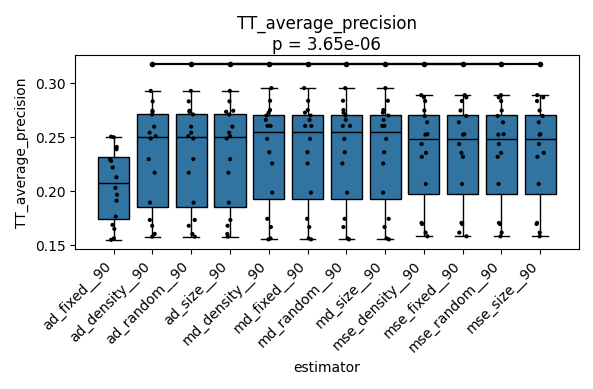 TT_average_precision
p = 3.65e-06
TT_average_precision
0.30
0.25
0.20
0.15
ad_fixed__90
ad_density__90
ad_random__90
ad_size__90
md_density__90
md_fixed__90
md_random__90
md_size__90
mse_density__90
mse_fixed__90
mse_random__90
mse_size__90
estimator